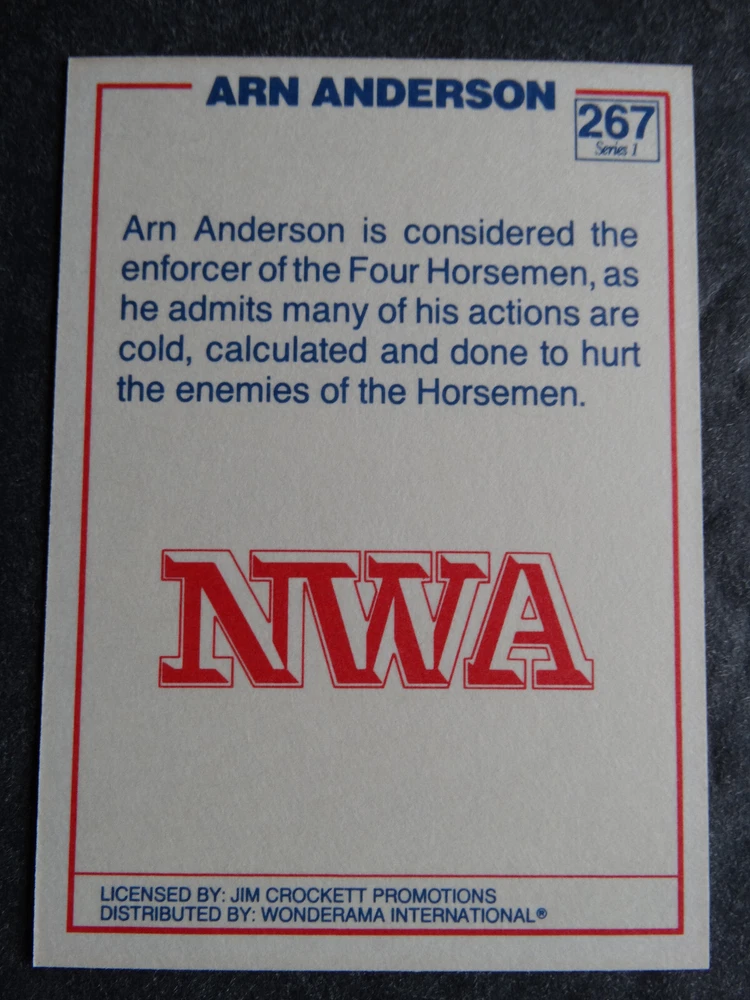 ARN ANDERSON
267
Series 1
Arn Anderson is considered the
enforcer of the Four Horsemen, as
he admits many of his actions are
cold, calculated and done to hurt
the enemies of the Horsemen.
NWA
LICENSED BY: JIM CROCKETT PROMOTIONS
DISTRIBUTED BY: WONDERAMA INTERNATIONAL®